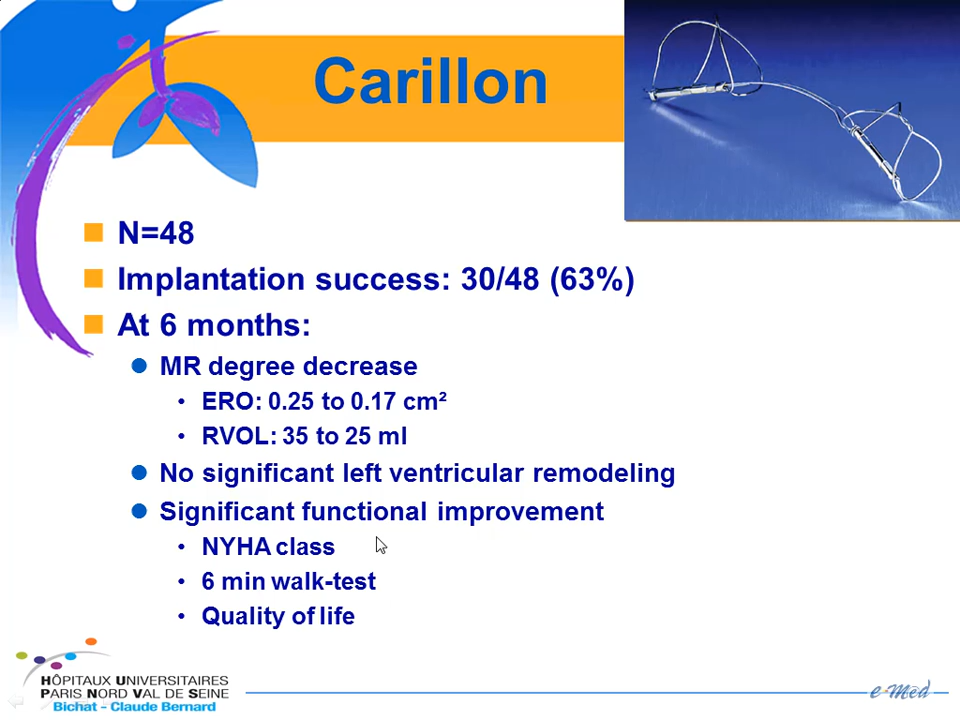 Carillon
N=48
Implantation success: 30/48 (63%)
At 6 months:
MR degree decrease
ERO: 0.25 to 0.17 cm²
RVOL: 35 to 25 ml
No significant left ventricular remodeling
Significant functional improvement
NYHA class
6 min walk-test
Quality of life
HÔPITAUX UNIVERSITAIRES
PARIS NORD VAL DE SEINE
Bichat – Claude Bernard
e-Med